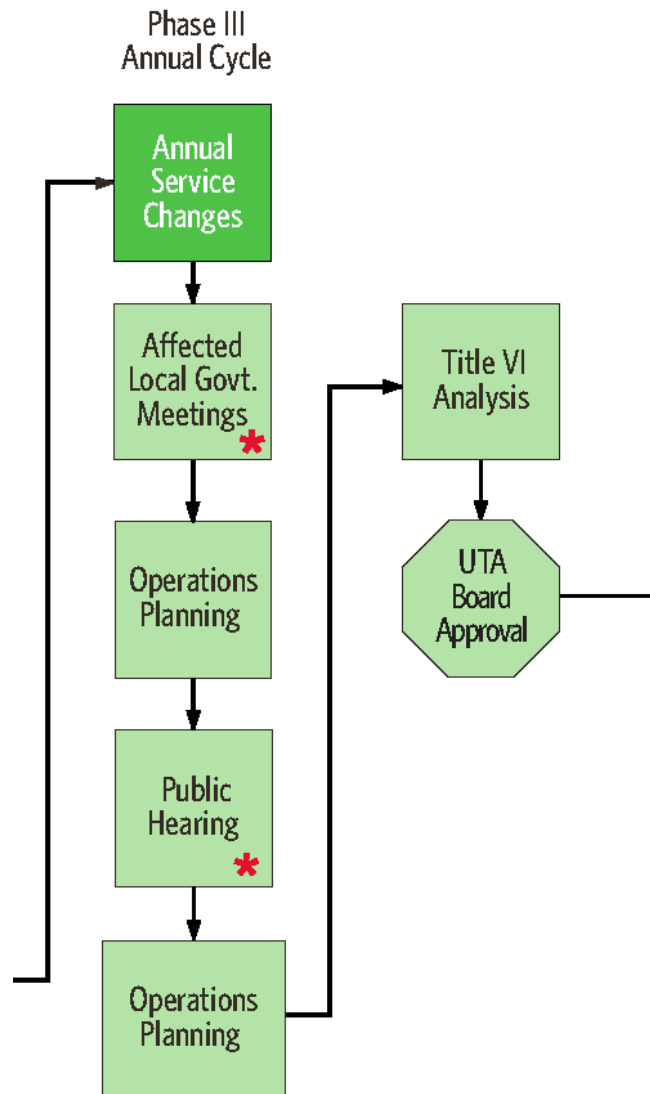 Phase III
Annual Cycle
Annual
Service
Changes
Affected
Local Govt.
Meetings
*
Operations
Planning
Public
Hearing
*
Operations
Planning
Title VI
Analysis
UTA
Board
Approval